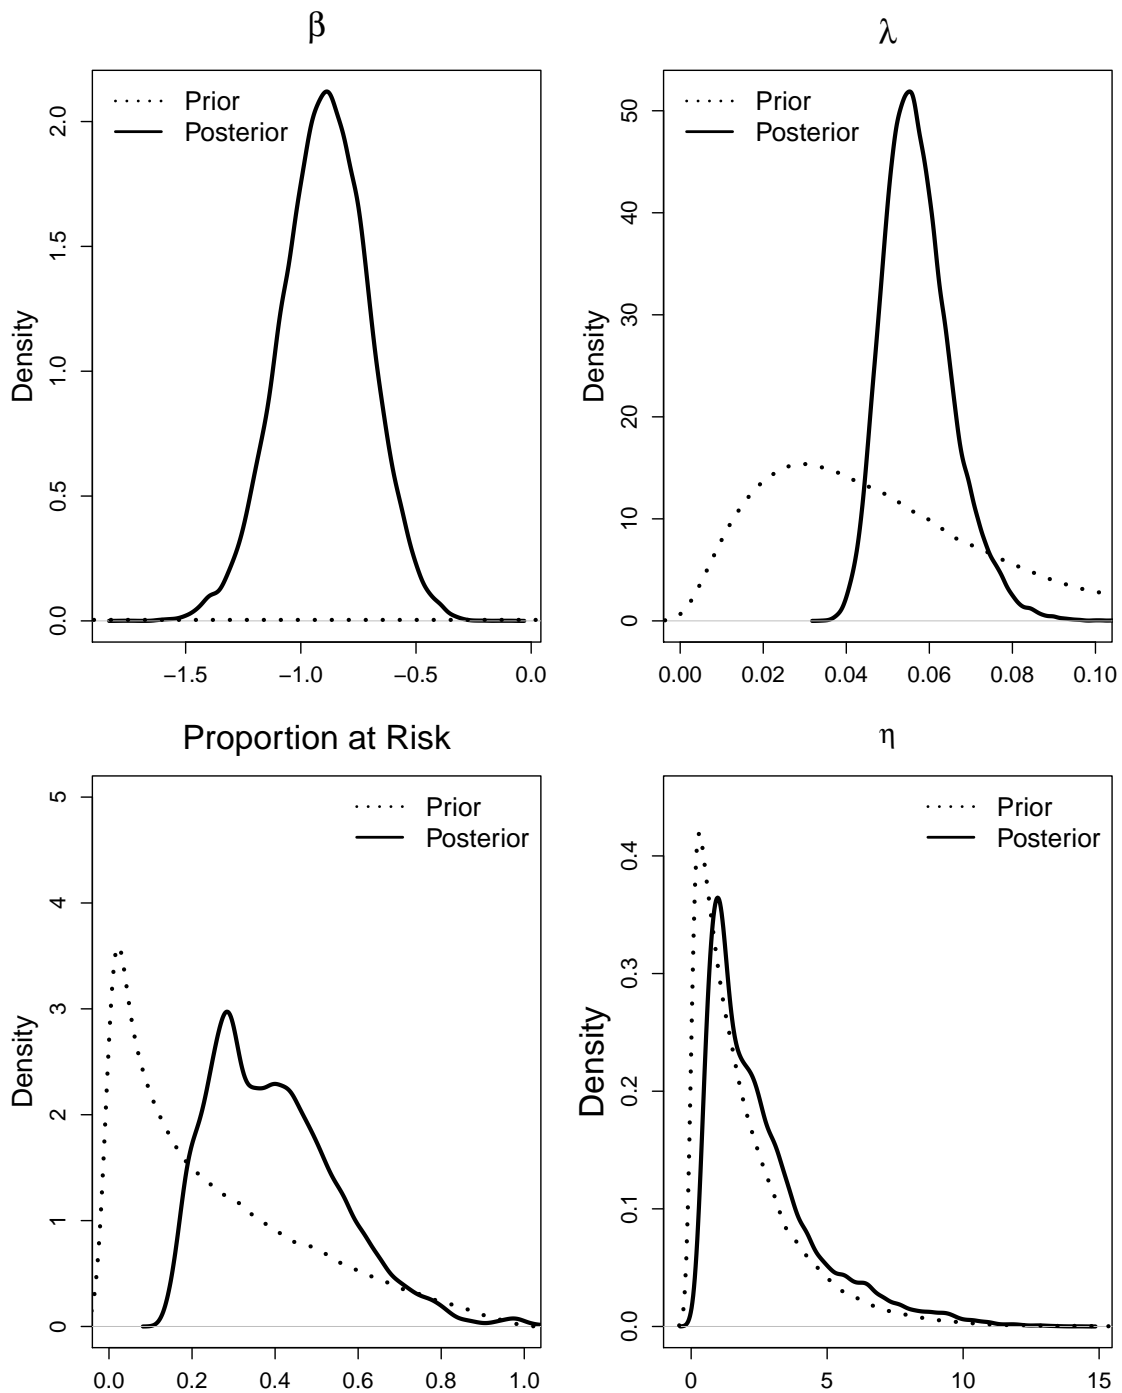 β
Prior
Posterior
Density
0.0
0.5
1.0
1.5
2.0
−1.5
−1.0
−0.5
0.0
λ
Prior
Posterior
Density
0
10
20
30
40
50
0.00
0.02
0.04
0.06
0.08
0.10
Proportion at Risk
Prior
Posterior
Density
0
1
2
3
4
5
0.0
0.2
0.4
0.6
0.8
1.0
η
Prior
Posterior
Density
0.0
0.1
0.2
0.3
0.4
0
5
10
15